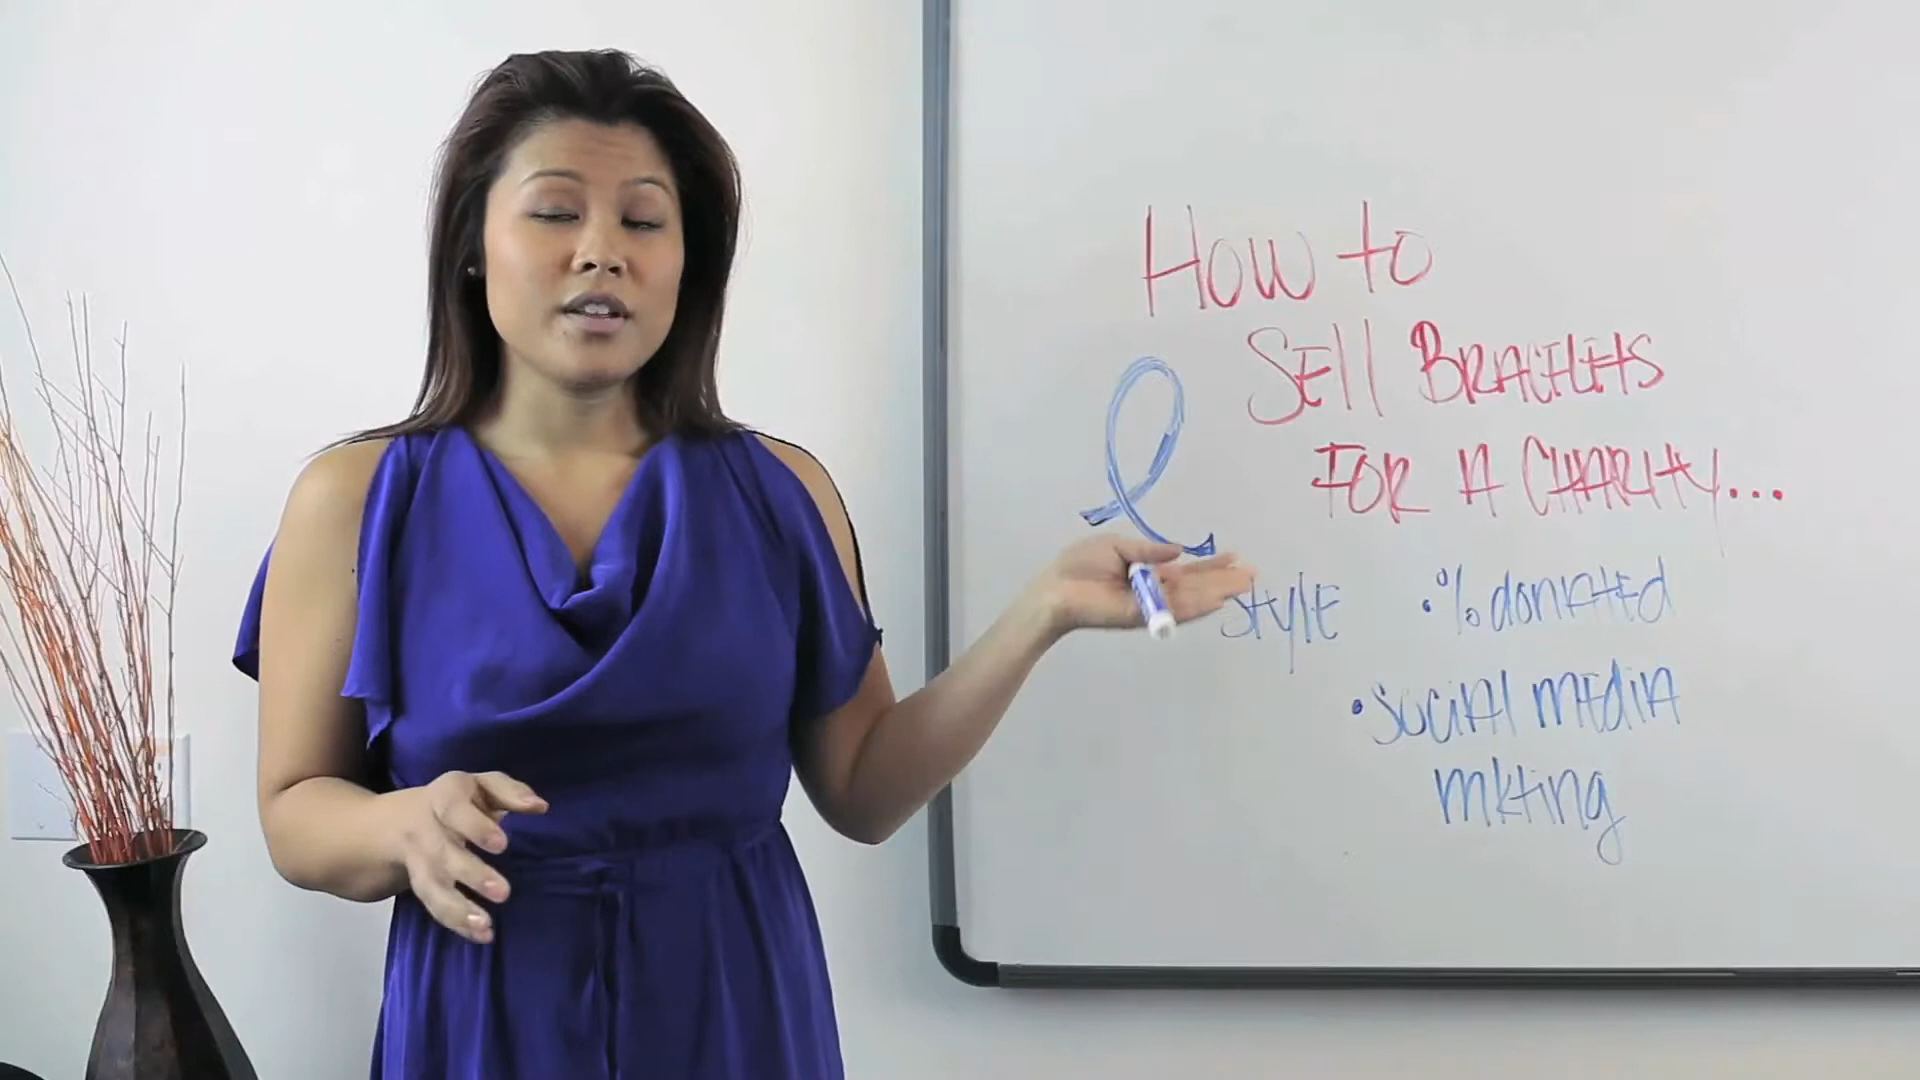 How to
Sell Bracelets
for a Charity...
Style •% donated
•Social media
mkting